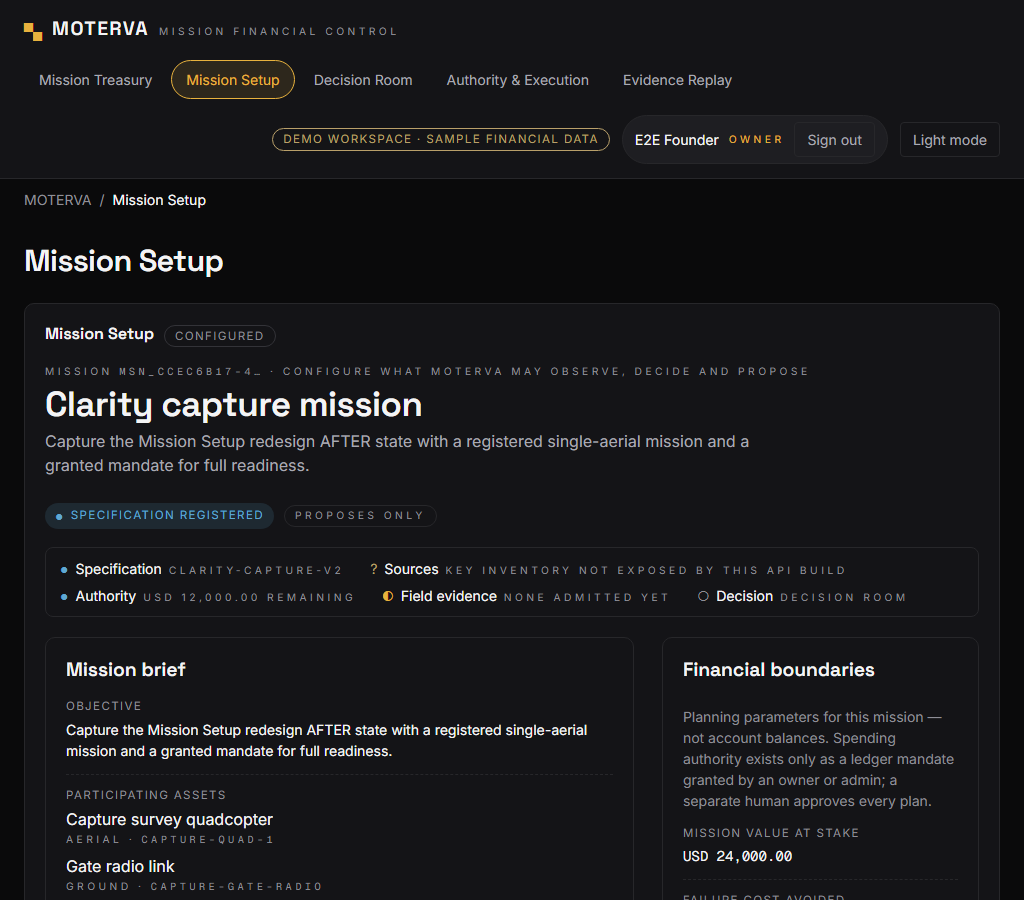 MOTERVA MISSION FINANCIAL CONTROL
Mission Treasury Mission Setup Decision Room Authority & Execution Evidence Replay
DEMO WORKSPACE · SAMPLE FINANCIAL DATA E2E Founder OWNER Sign out Light mode
MOTERVA / Mission Setup
Mission Setup
Mission Setup CONFIGURED
MISSION MSN_CCEC6B17-4… · CONFIGURE WHAT MOTERVA MAY OBSERVE, DECIDE AND PROPOSE
Clarity capture mission
Capture the Mission Setup redesign AFTER state with a registered single-aerial mission and a
granted mandate for full readiness.
SPECIFICATION REGISTERED PROPOSES ONLY
Specification CLARITY-CAPTURE-V2 ? Sources KEY INVENTORY NOT EXPOSED BY THIS API BUILD
Authority USD 12,000.00 REMAINING Field evidence NONE ADMITTED YET Decision DECISION ROOM
Mission brief
OBJECTIVE
Capture the Mission Setup redesign AFTER state with a registered single-aerial
mission and a granted mandate for full readiness.
PARTICIPATING ASSETS
Capture survey quadcopter
AERIAL · CAPTURE-QUAD-1
Gate radio link
GROUND · CAPTURE-GATE-RADIO
Financial boundaries
Planning parameters for this mission —
not account balances. Spending
authority exists only as a ledger mandate
granted by an owner or admin; a
separate human approves every plan.
MISSION VALUE AT STAKE
USD 24,000.00
FAILURE COST AVOIDED